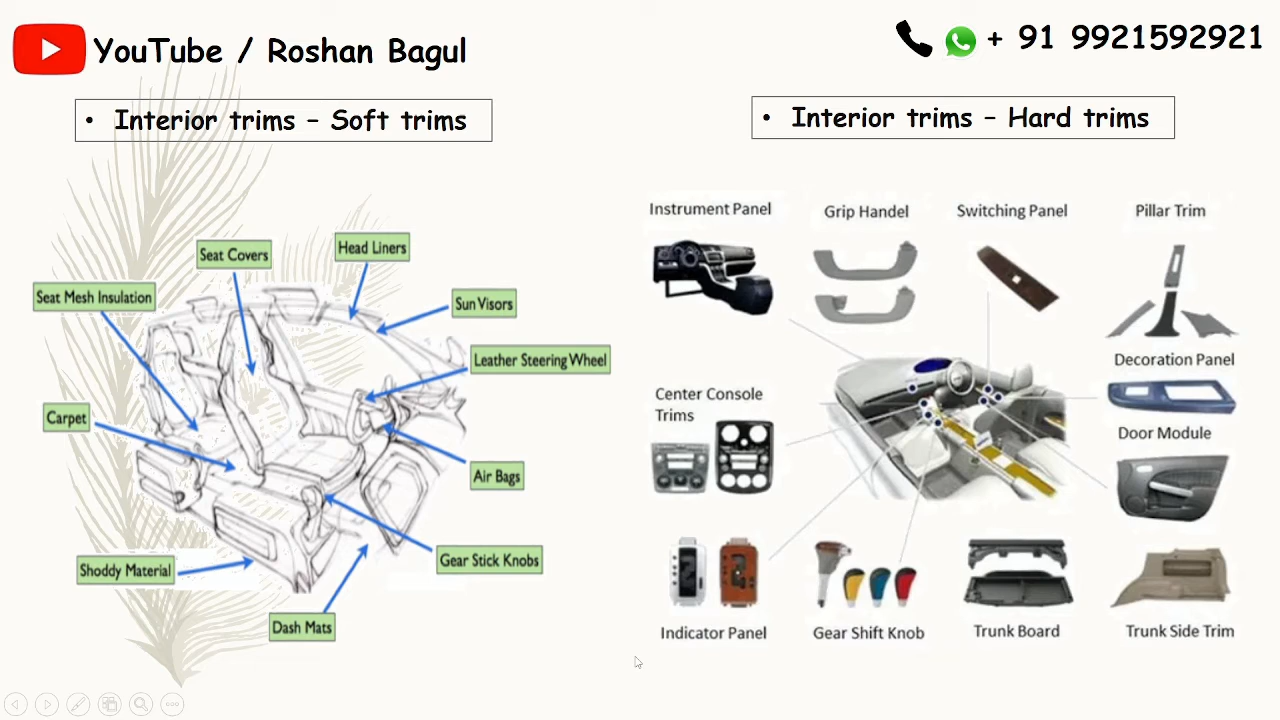 YouTube / Roshan Bagul
+ 91 9921592921
• Interior trims – Soft trims
• Interior trims – Hard trims
Seat Covers
Head Liners
Seat Mesh Insulation
Sun Visors
Leather Steering Wheel
Carpet
Air Bags
Gear Stick Knobs
Shoddy Material
Dash Mats
Instrument Panel
Grip Handel
Switching Panel
Pillar Trim
Decoration Panel
Center Console
Trims
Door Module
Indicator Panel
Gear Shift Knob
Trunk Board
Trunk Side Trim